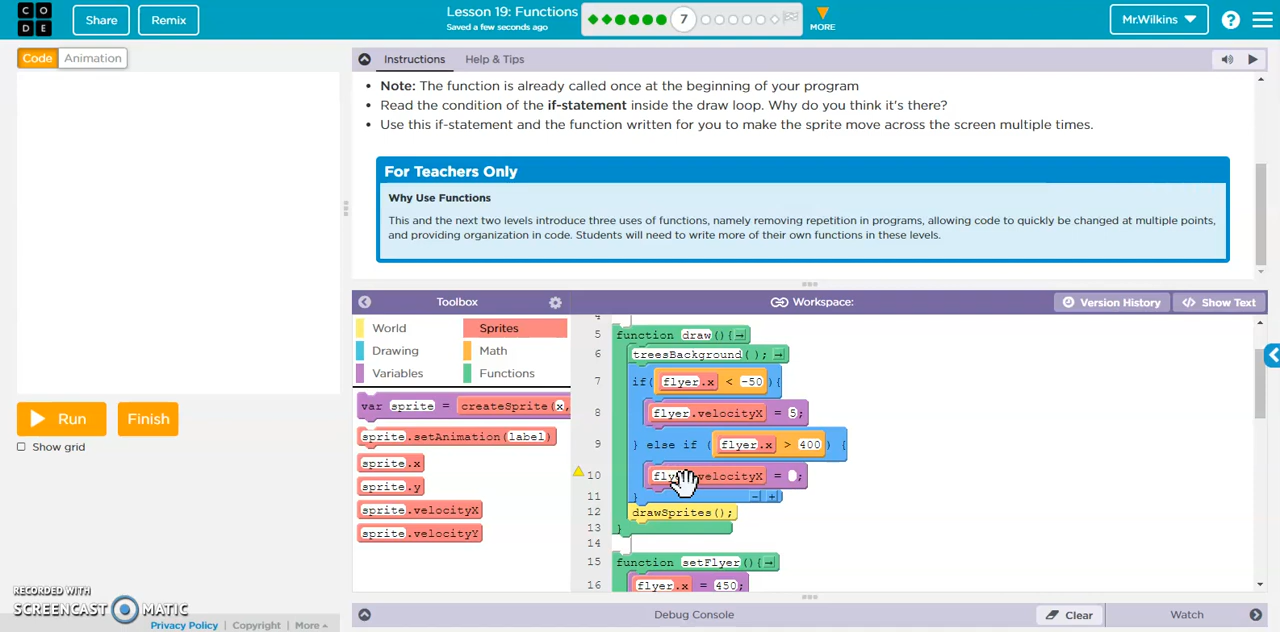 CO
DE
Share
Remix
Lesson 19: Functions
Saved a few seconds ago
7
MORE
Mr.Wilkins
?
Code
Animation
Instructions
Help & Tips
• Note: The function is already called once at the beginning of your program
• Read the condition of the if-statement inside the draw loop. Why do you think it's there?
• Use this if-statement and the function written for you to make the sprite move across the screen multiple times.
For Teachers Only
Why Use Functions
This and the next two levels introduce three uses of functions, namely removing repetition in programs, allowing code to quickly be changed at multiple points,
and providing organization in code. Students will need to write more of their own functions in these levels.
Toolbox
Workspace:
Version History
</> Show Text
World
Sprites
Drawing
Math
Variables
Functions
var sprite = createSprite(x,
sprite.setAnimation(label)
sprite.x
sprite.y
sprite.velocityX
sprite.velocityY
5 function draw(){
6 treesBackground();
7 if( flyer.x < -50 ){
8 flyer.velocityX = 5;
9 } else if ( flyer.x > 400 ) {
10 velocityX = ;
11 } - +
12 drawSprites();
13 }
14
15 function setFlyer(){
16 flyer.x = 450;
Run
Finish
Show grid
RECORDED WITH
SCREENCAST MATIC
Privacy Policy | Copyright | More
Debug Console
Clear
Watch